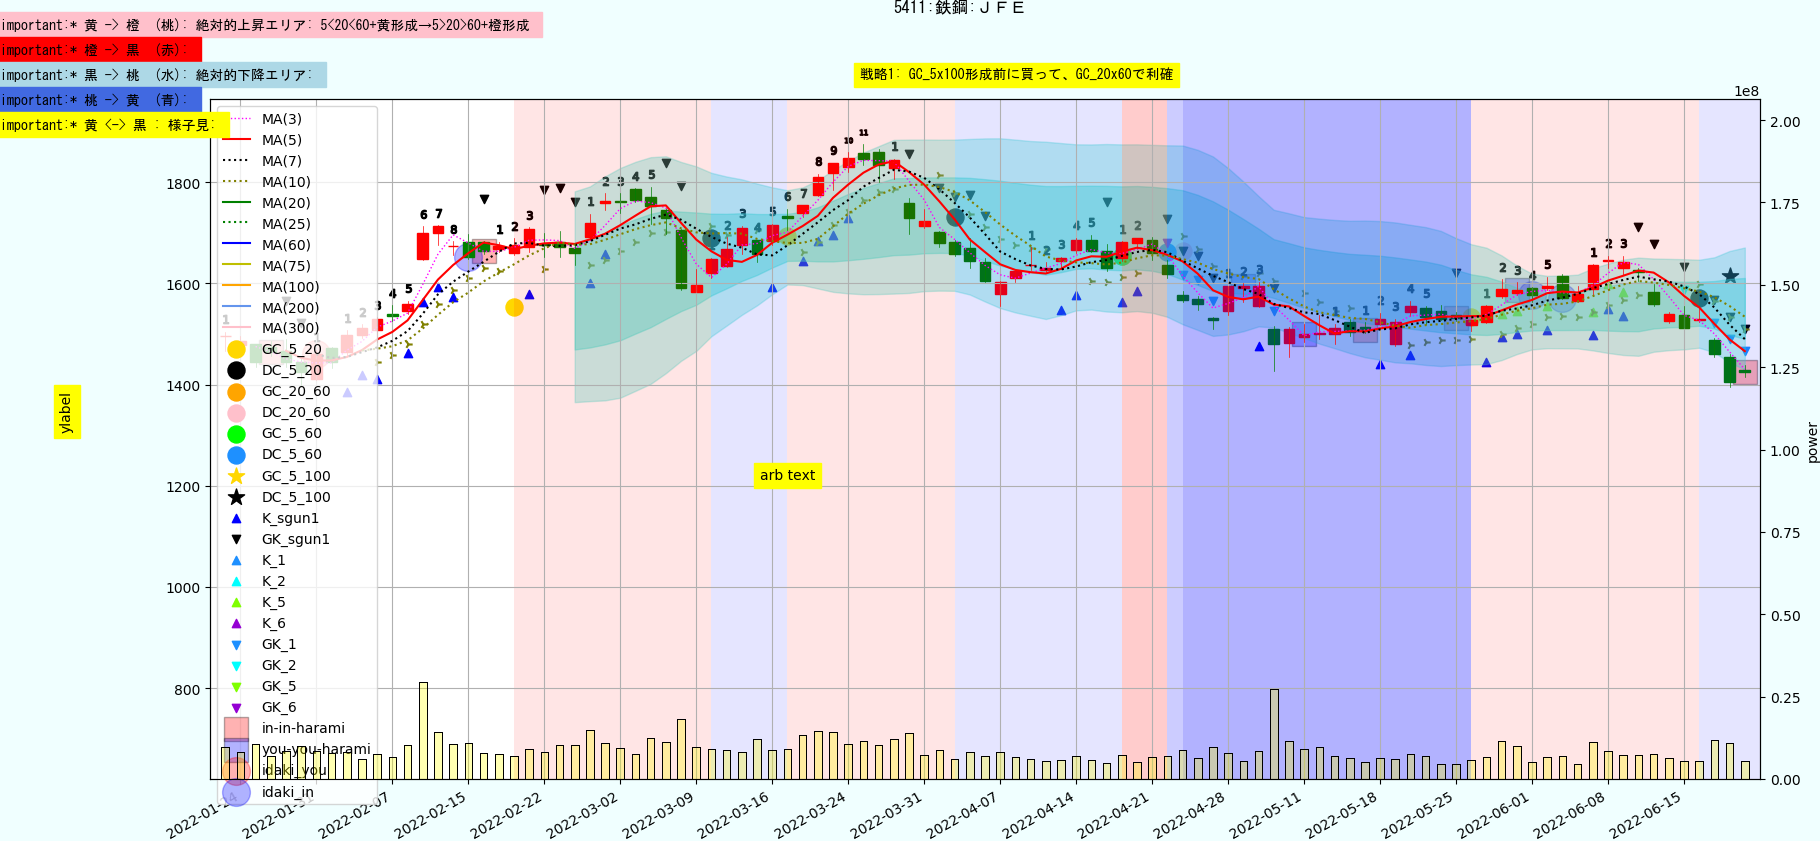 5411:鉄鋼:ＪＦＥ
important:* 黄 -> 橙 (桃): 絶対的上昇エリア: 5<20<60+黄形成→5>20>60+橙形成
important:* 橙 -> 黒 (赤):
important:* 黒 -> 桃 (水): 絶対的下降エリア:
戦略1: GC_5x100形成前に買って、GC_20x60で利確
important:* 桃 -> 黄 (青):
important:* 黄 <-> 黒 : 様子見:
1e8
MA(3)
MA(5)
MA(7)
MA(10)
MA(20)
MA(25)
MA(60)
MA(75)
MA(100)
MA(200)
MA(300)
GC_5_20
DC_5_20
GC_20_60
DC_20_60
GC_5_60
DC_5_60
GC_5_100
DC_5_100
K_sgun1
GK_sgun1
K_1
K_2
K_5
K_6
GK_1
GK_2
GK_5
GK_6
in-in-harami
you-you-harami
idaki_you
idaki_in
1800
1600
1400
1200
1000
800
ylabel
arb text
2.00
1.75
1.50
1.25
1.00
0.75
0.50
0.25
0.00
power
2022-01-24
2022-01-31
2022-02-07
2022-02-15
2022-02-22
2022-03-02
2022-03-09
2022-03-16
2022-03-24
2022-03-31
2022-04-07
2022-04-14
2022-04-21
2022-04-28
2022-05-11
2022-05-18
2022-05-25
2022-06-01
2022-06-08
2022-06-15